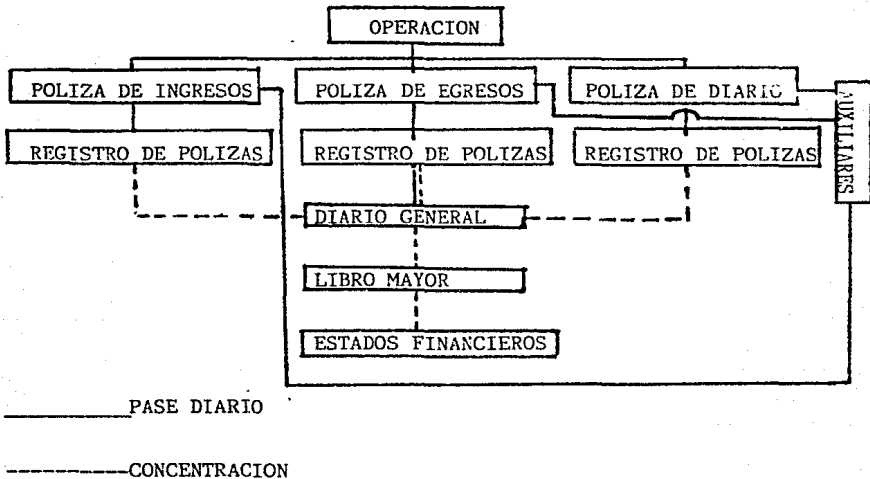 OPERACION
POLIZA DE INGRESOS
POLIZA DE EGRESOS
POLIZA DE DIARIO
AUXILIARES
REGISTRO DE POLIZAS
REGISTRO DE POLIZAS
REGISTRO DE POLIZAS
DIARIO GENERAL
LIBRO MAYOR
ESTADOS FINANCIEROS
PASE DIARIO
CONCENTRACION